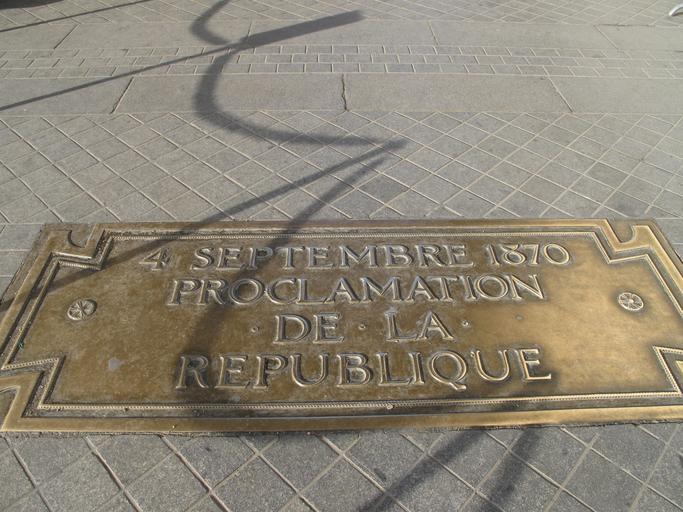 4 SEPTEMBRE 1870
PROCLAMATION
· DE · LA ·
REPUBLIQUE